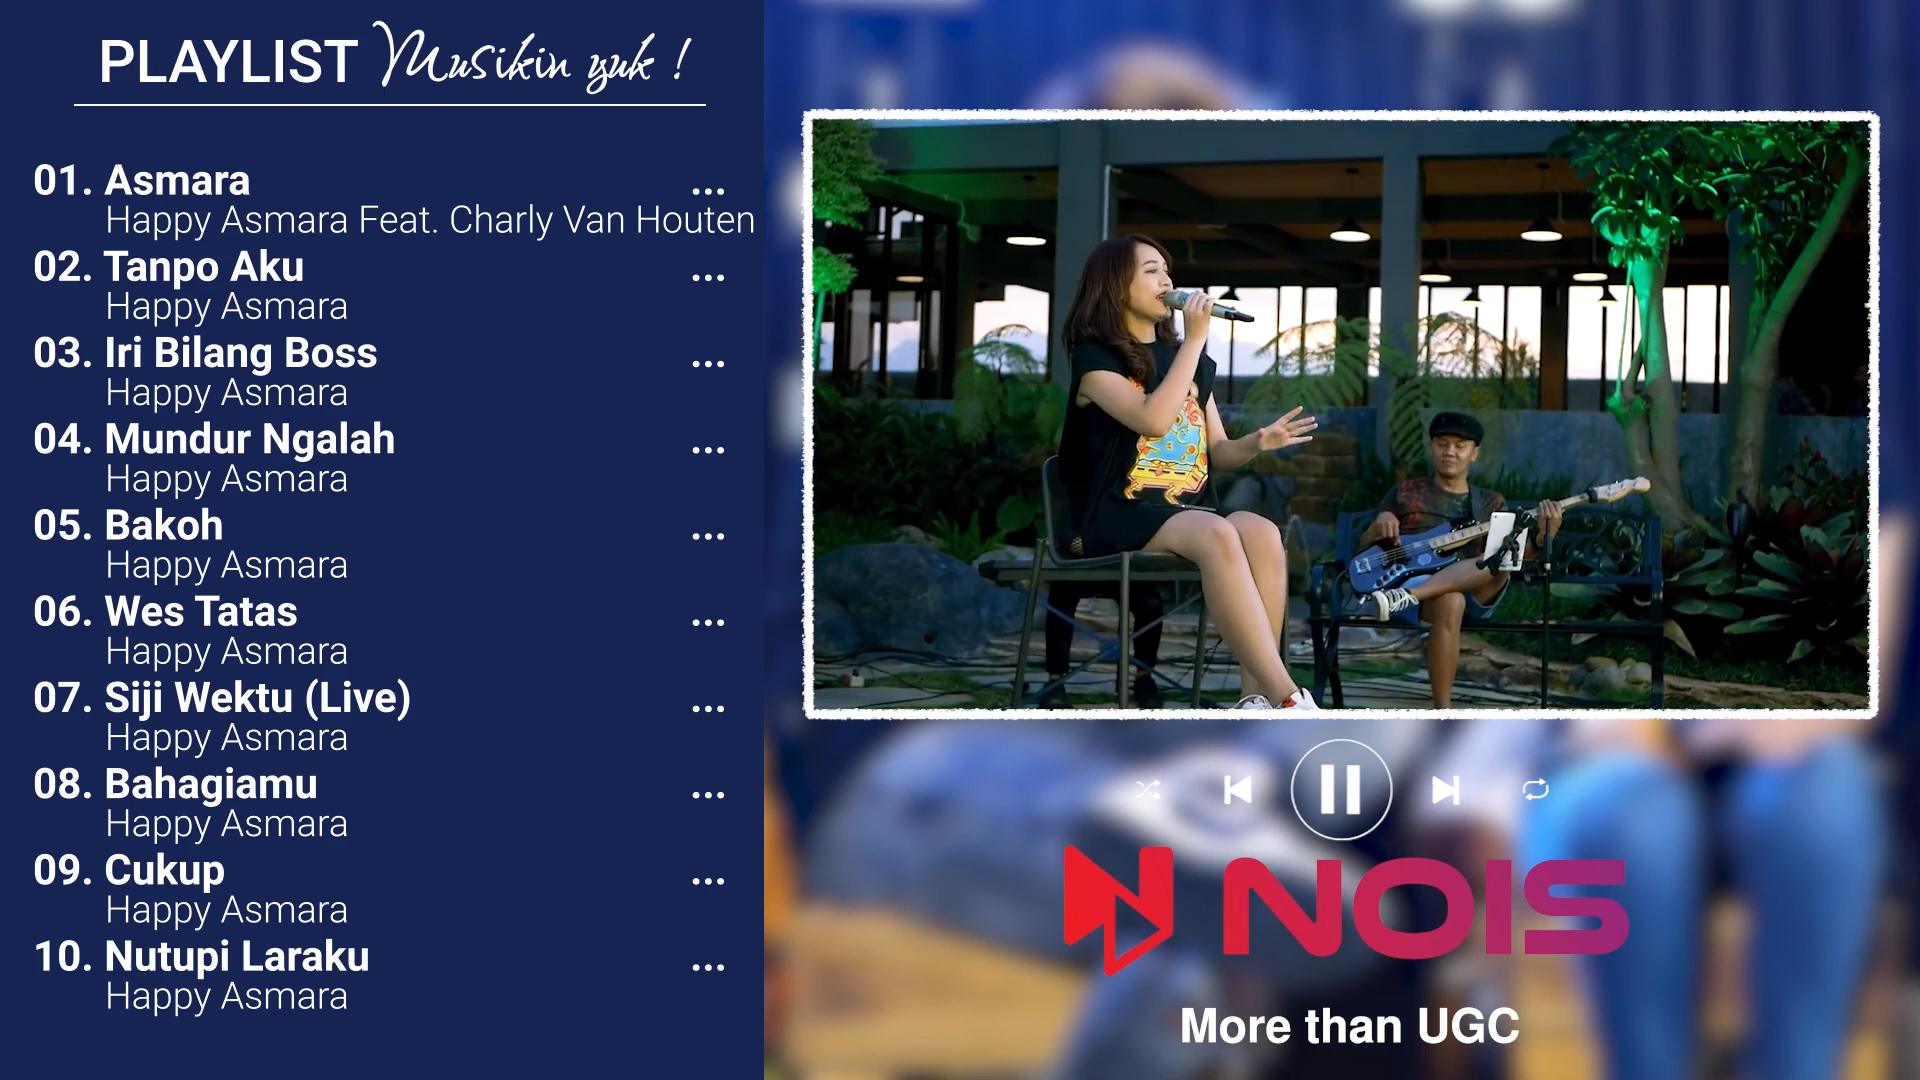 PLAYLIST Musikin yuk !
01. Asmara ...
Happy Asmara Feat. Charly Van Houten
02. Tanpo Aku ...
Happy Asmara
03. Iri Bilang Boss ...
Happy Asmara
04. Mundur Ngalah ...
Happy Asmara
05. Bakoh ...
Happy Asmara
06. Wes Tatas ...
Happy Asmara
07. Siji Wektu (Live) ...
Happy Asmara
08. Bahagiamu ...
Happy Asmara
09. Cukup ...
Happy Asmara
10. Nutupi Laraku ...
Happy Asmara
NOIS
More than UGC